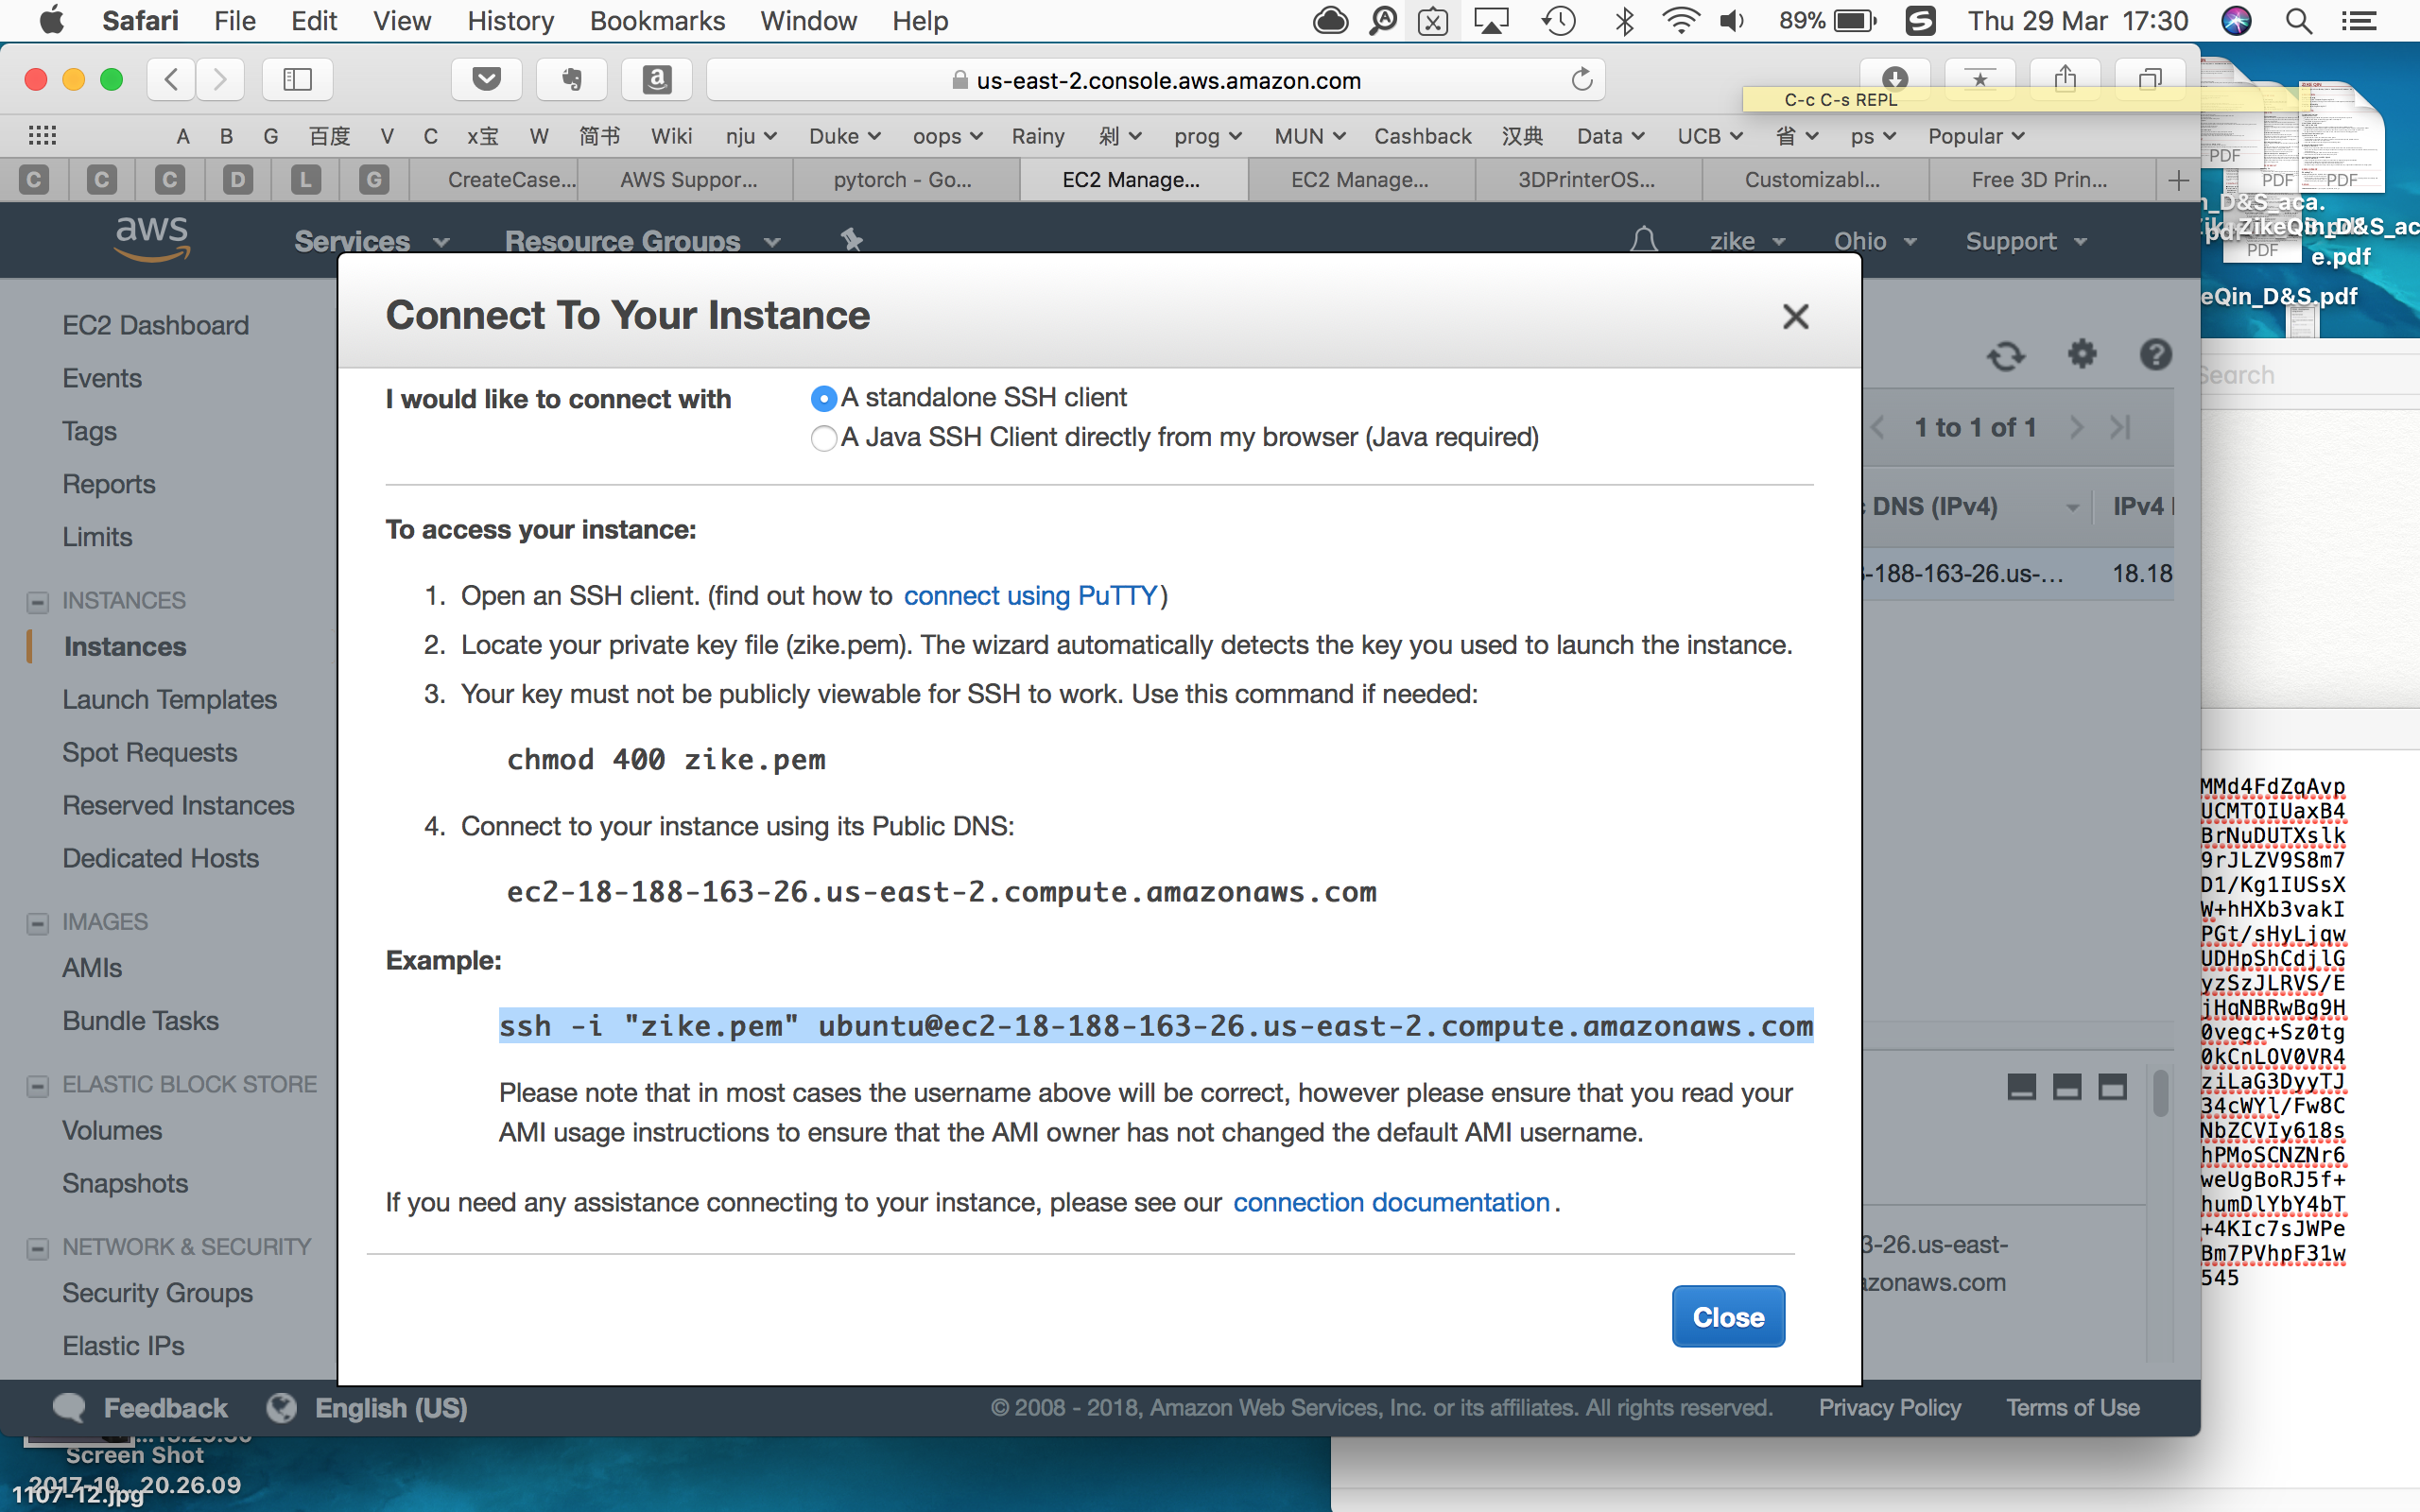 Safari File Edit View History Bookmarks Window Help 89% Thu 29 Mar 17:30
us-east-2.console.aws.amazon.com
C-c C-s REPL
A B G 百度 V C x宝 W 简书 Wiki nju Duke oops Rainy 剁 prog MUN Cashback 汉典 Data UCB 省 ps Popular
C C C D L G CreateCase... AWS Suppor... pytorch - Go... EC2 Manage... EC2 Manage... 3DPrinterOS... Customizabl... Free 3D Prin...
aws Services Resource Groups zike Ohio Support
EC2 Dashboard
Events
Tags
Reports
Limits
INSTANCES
Instances
Launch Templates
Spot Requests
Reserved Instances
Dedicated Hosts
IMAGES
AMIs
Bundle Tasks
ELASTIC BLOCK STORE
Volumes
Snapshots
NETWORK & SECURITY
Security Groups
Elastic IPs
Connect To Your Instance
I would like to connect with
A standalone SSH client
A Java SSH Client directly from my browser (Java required)
To access your instance:
1. Open an SSH client. (find out how to connect using PuTTY)
2. Locate your private key file (zike.pem). The wizard automatically detects the key you used to launch the instance.
3. Your key must not be publicly viewable for SSH to work. Use this command if needed:
chmod 400 zike.pem
4. Connect to your instance using its Public DNS:
ec2-18-188-163-26.us-east-2.compute.amazonaws.com
Example:
ssh -i "zike.pem" ubuntu@ec2-18-188-163-26.us-east-2.compute.amazonaws.com
Please note that in most cases the username above will be correct, however please ensure that you read your
AMI usage instructions to ensure that the AMI owner has not changed the default AMI username.
If you need any assistance connecting to your instance, please see our connection documentation.
Close
1 to 1 of 1
DNS (IPv4) IPv4
-188-163-26.us-... 18.18
3-26.us-east-
azonaws.com
Feedback English (US) © 2008 - 2018, Amazon Web Services, Inc. or its affiliates. All rights reserved. Privacy Policy Terms of Use
PDF
PDF PDF
_D&S_aca.
PDF
e.pdf
eQin_D&S.pdf
Search
MMd4FdZqAvp
UCMTOIUaxB4
BrNuDUTXslk
9rJLZV9S8m7
D1/Kg1IUSsX
W+hHXb3vakI
PGt/sHyLjqw
UDHpShCdjlG
yzSzJLRVS/E
jHqNBRwBg9H
0vegc+Sz0tg
0kCnLOV0VR4
ziLaG3DyyTJ
34cWYl/Fw8C
NbZCVIy618s
hPMoSCNZNr6
weUgBoRJ5f+
humDlYbY4bT
+4KIc7sJWPe
Bm7PVhpF31w
545
Screen Shot
2017-10...20.26.09
1107-12.jpg